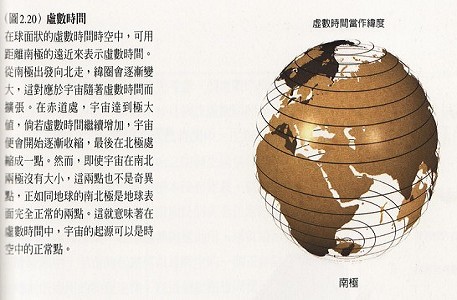 (圖2.20) 虛數時間
在球面狀的虛數時間時空中，可用
距離南極的遠近來表示虛數時間。
從南極出發向北走，緯圈會逐漸變
大，這對應於宇宙隨著虛數時間而
擴張。在赤道處，宇宙達到極大
值，倘若虛數時間繼續增加，宇宙
便會開始逐漸收縮，最後在北極處
縮成一點。然而，即使宇宙在南北
兩極沒有大小，這兩點也不是奇異
點，正如同地球的南北極是地球表
面完全正常的兩點。這就意味著在
虛數時間中，宇宙的起源可以是時
空中的正常點。
虛數時間當作緯度
南極